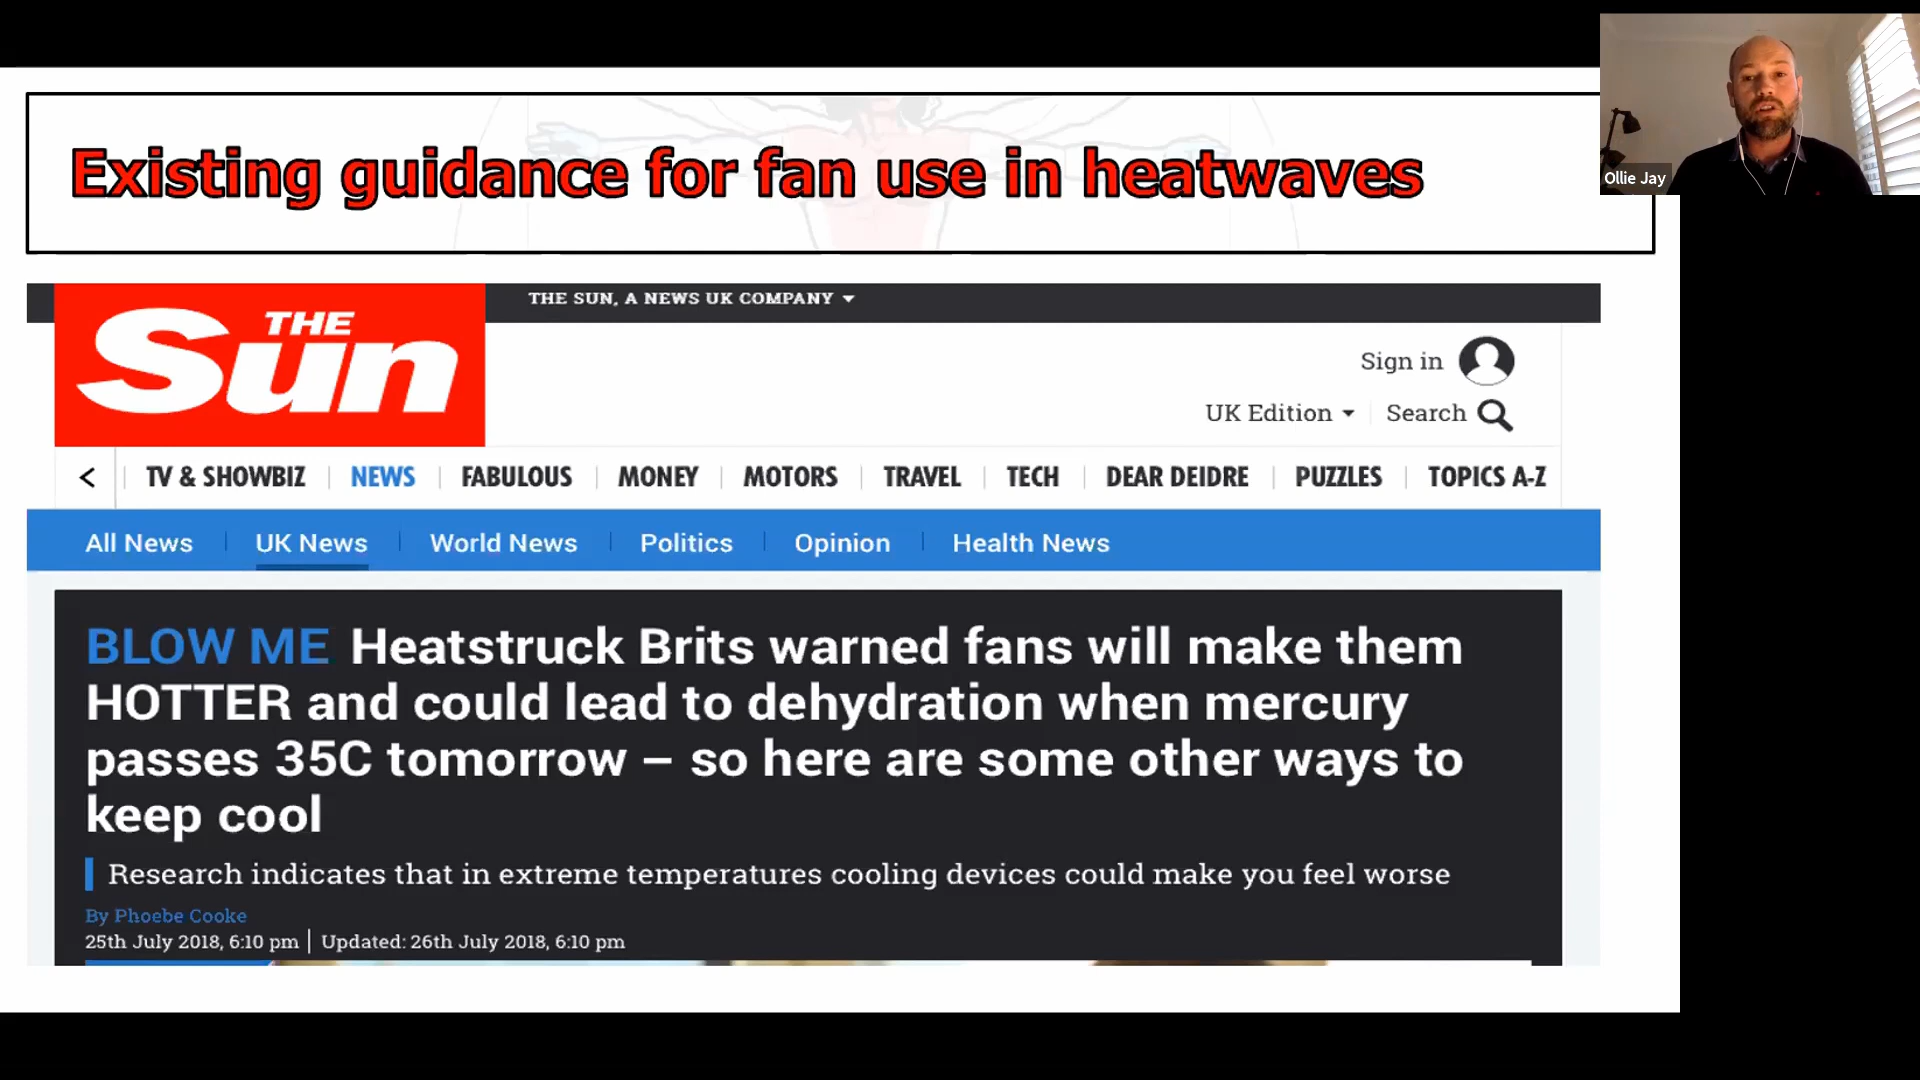 Existing guidance for fan use in heatwaves
Ollie Jay
THE SUN, A NEWS UK COMPANY
THE
Sun
Sign in
UK Edition
Search
< TV & SHOWBIZ NEWS FABULOUS MONEY MOTORS TRAVEL TECH DEAR DEIDRE PUZZLES TOPICS A-Z
All News UK News World News Politics Opinion Health News
BLOW ME Heatstruck Brits warned fans will make them
HOTTER and could lead to dehydration when mercury
passes 35C tomorrow – so here are some other ways to
keep cool
Research indicates that in extreme temperatures cooling devices could make you feel worse
By Phoebe Cooke
25th July 2018, 6:10 pm | Updated: 26th July 2018, 6:10 pm